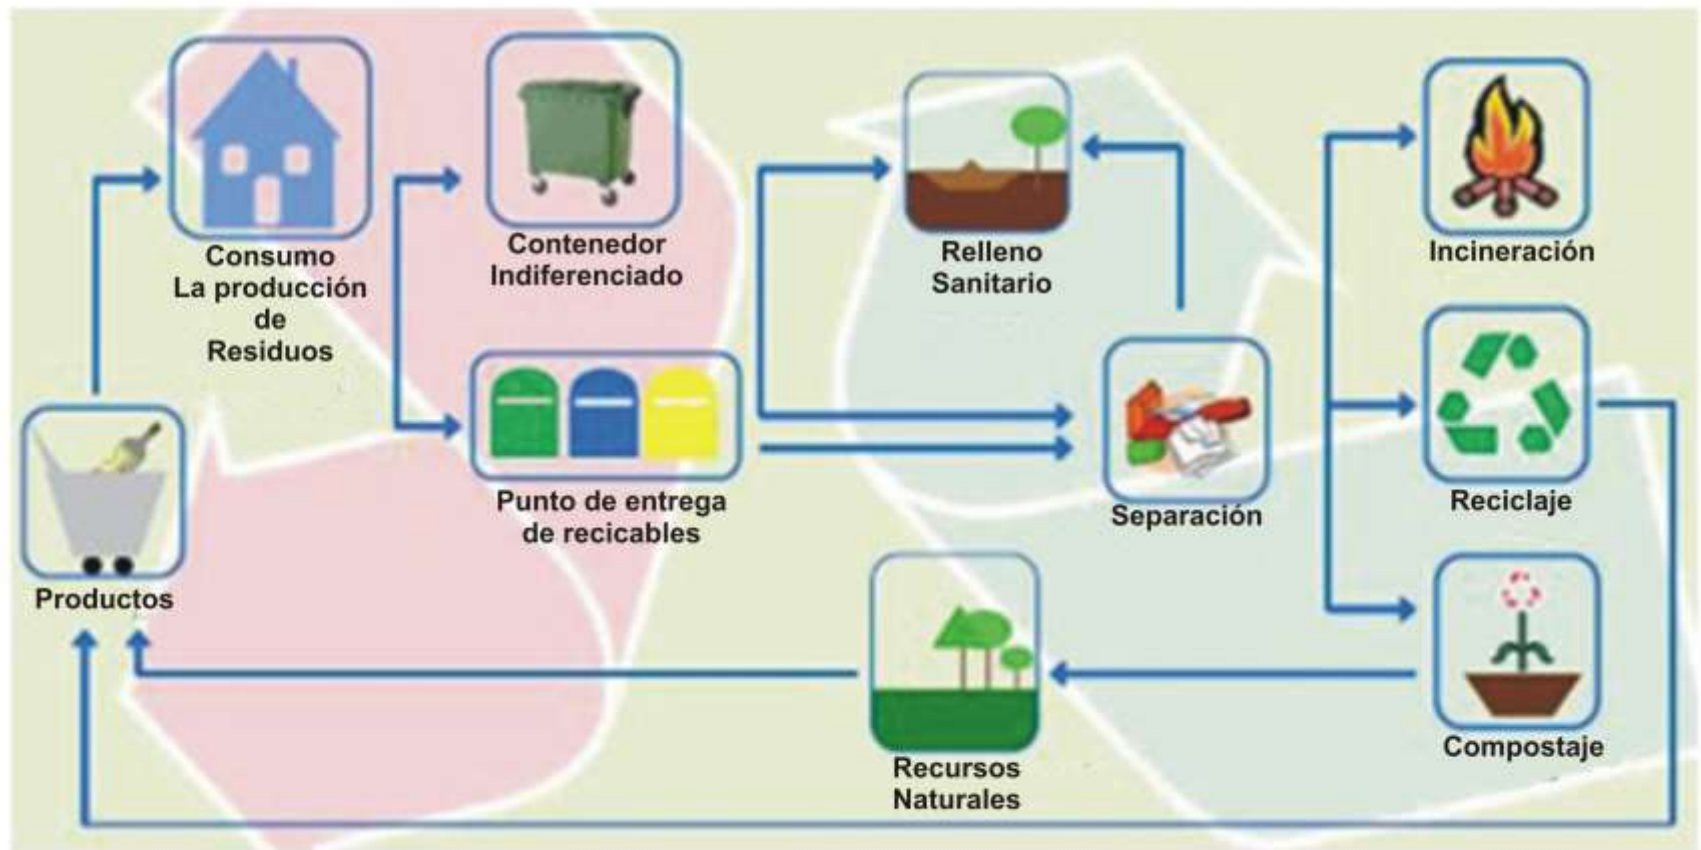 Consumo
La producción
de
Residuos
Contenedor
Indiferenciado
Relleno
Sanitario
Incineración
Productos
Punto de entrega
de recicables
Separación
Reciclaje
Recursos
Naturales
Compostaje